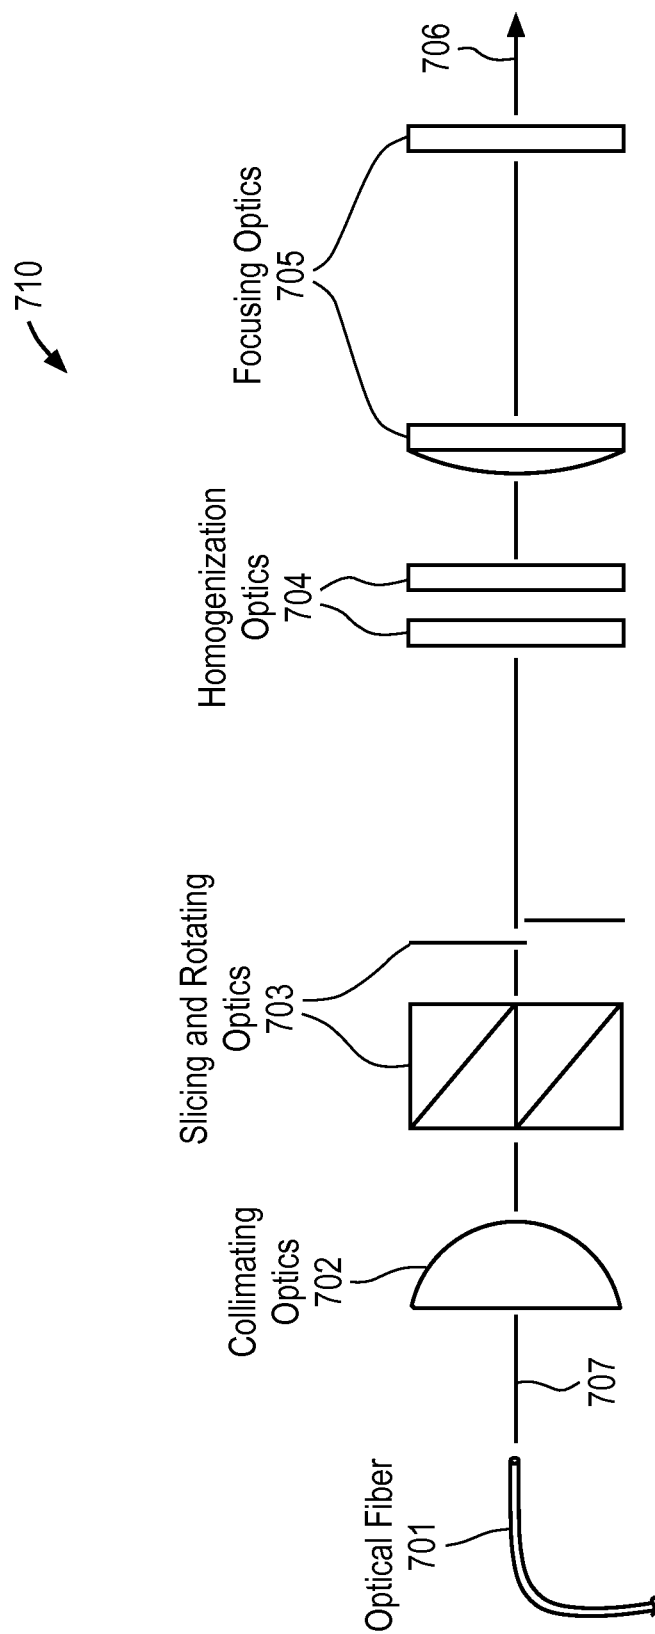 710
Optical Fiber
701
707
Collimating
Optics
702
Slicing and Rotating
Optics
703
Homogenization
Optics
704
Focusing Optics
705
706